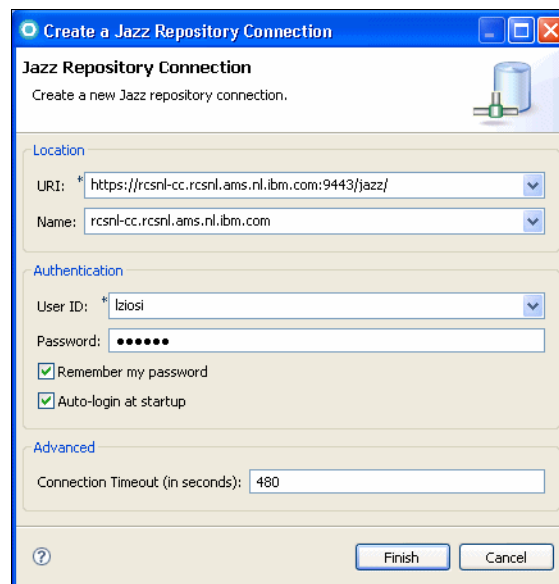 Create a Jazz Repository Connection
Jazz Repository Connection
Create a new Jazz repository connection.
Location
URI: * https://rcsnl-cc.rcsnl.ams.nl.ibm.com:9443/jazz/
Name: rcsnl-cc.rcsnl.ams.nl.ibm.com
Authentication
User ID: * lziosi
Password: ●●●●●●
Remember my password
Auto-login at startup
Advanced
Connection Timeout (in seconds): 480
? Finish Cancel